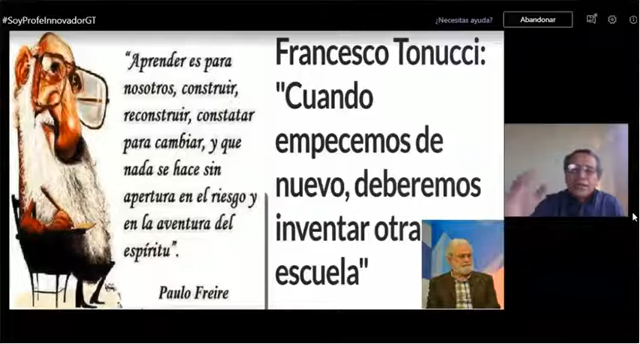 #SoyProfeInnovadorGT
¿Necesitas ayuda?
Abandonar
"Aprender es para
nosotros, construir,
reconstruir, constatar
para cambiar, y que
nada se hace sin
apertura en el riesgo y
en la aventura del
espíritu".
Paulo Freire
Francesco Tonucci:
"Cuando
empecemos de
nuevo, deberemos
inventar otra
escuela"